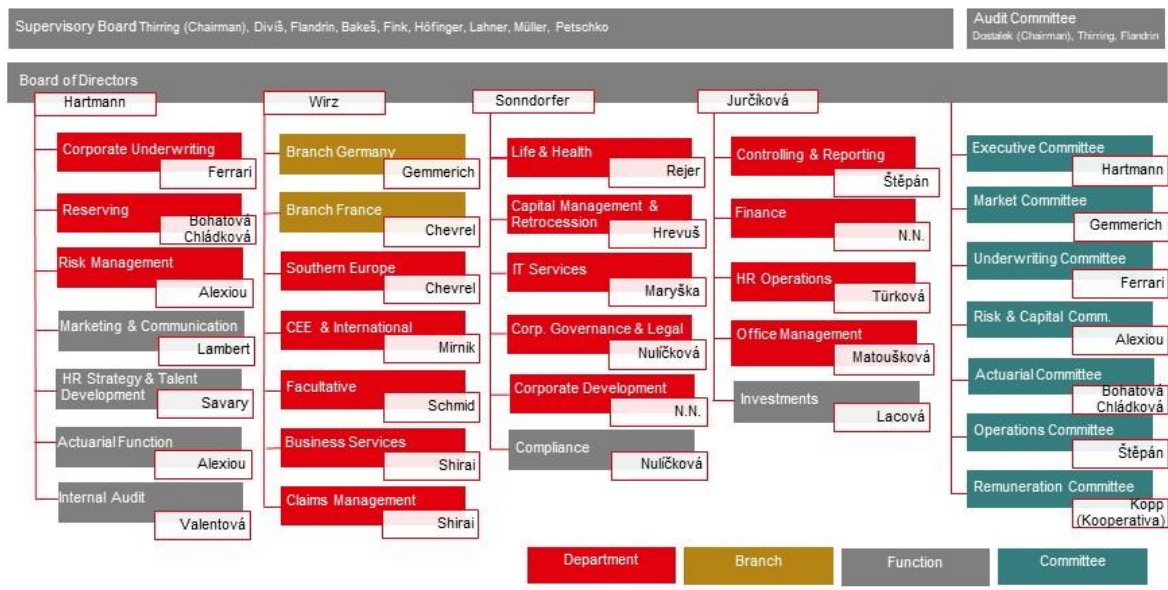 Supervisory Board Thirring (Chairman), Diviš, Flandrin, Bakeš, Fink, Höfinger, Lahner, Müller, Petschko
Audit Committee
Dostalek (Chairman), Thirring, Flandrin
Board of Directors
Hartmann
Corporate Underwriting
Ferrari
Reserving
Bohatová
Chládková
Risk Management
Alexiou
Marketing & Communication
Lambert
HR Strategy & Talent
Development
Savary
Actuarial Function
Alexiou
Internal Audit
Valentová
Wirz
Branch Germany
Gemmerich
Branch France
Chevrel
Southern Europe
Chevrel
CEE & International
Mirnik
Facultative
Schmid
Business Services
Shirai
Claims Management
Shirai
Sonndorfer
Life & Health
Rejer
Capital Management &
Retrocession
Hrevuš
IT Services
Maryška
Corp. Governance & Legal
Nulíčková
Corporate Development
N.N.
Compliance
Nulíčková
Jurčíková
Controlling & Reporting
Štěpán
Finance
N.N.
HR Operations
Türková
Office Management
Matoušková
Investments
Lacová
Executive Committee
Hartmann
Market Committee
Gemmerich
Underwriting Committee
Ferrari
Risk & Capital Comm.
Alexiou
Actuarial Committee
Bohatová
Chládková
Operations Committee
Štěpán
Remuneration Committee
Kopp
(Kooperativa)
Department
Branch
Function
Committee